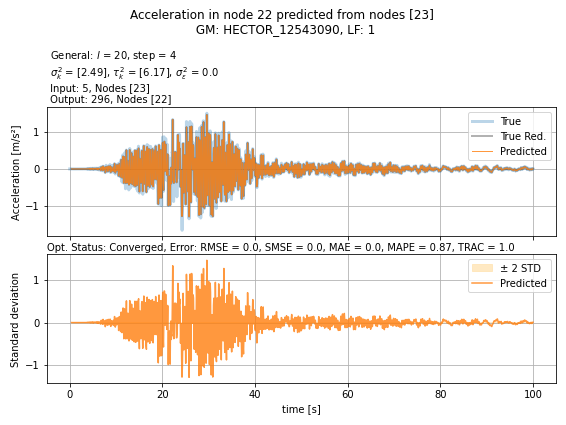 Acceleration in node 22 predicted from nodes [23]
GM: HECTOR_12543090, LF: 1
General: l = 20, step = 4
σ²ₖ = [2.49], τ²ₖ = [6.17], σ²ε = 0.0
Input: 5, Nodes [23]
Output: 296, Nodes [22]
Acceleration [m/s²]
1
0
−1
True
True Red.
Predicted
Opt. Status: Converged, Error: RMSE = 0.0, SMSE = 0.0, MAE = 0.0, MAPE = 0.87, TRAC = 1.0
Standard deviation
1
0
−1
± 2 STD
Predicted
0 20 40 60 80 100
time [s]